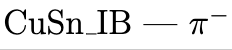 CuSn_IB — π⁻